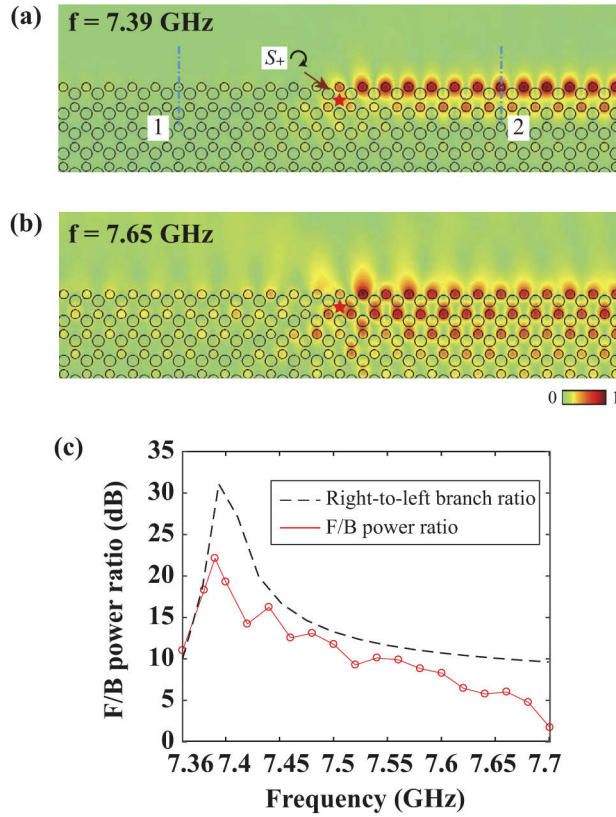 (a)
f = 7.39 GHz
S+
1
2
(b)
f = 7.65 GHz
0 1
(c)
F/B power ratio (dB)
35
30
25
20
15
10
5
0
Right-to-left branch ratio
F/B power ratio
7.36 7.4 7.45 7.5 7.55 7.6 7.65 7.7
Frequency (GHz)